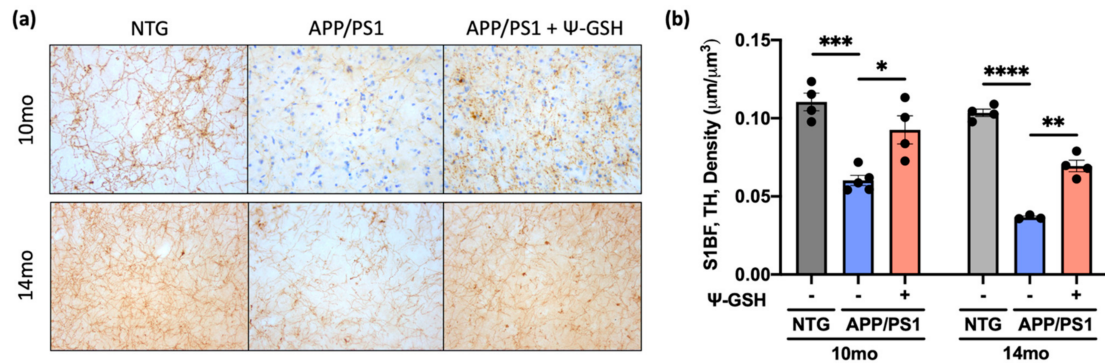 (a)
NTG
APP/PS1
APP/PS1 + Ψ-GSH
10mo
14mo
(b)
S1BF, TH, Density (μm/μm³)
0.15
0.10
0.05
0.00
***
*
****
**
- - + - - +
Ψ-GSH
NTG APP/PS1 NTG APP/PS1
10mo 14mo